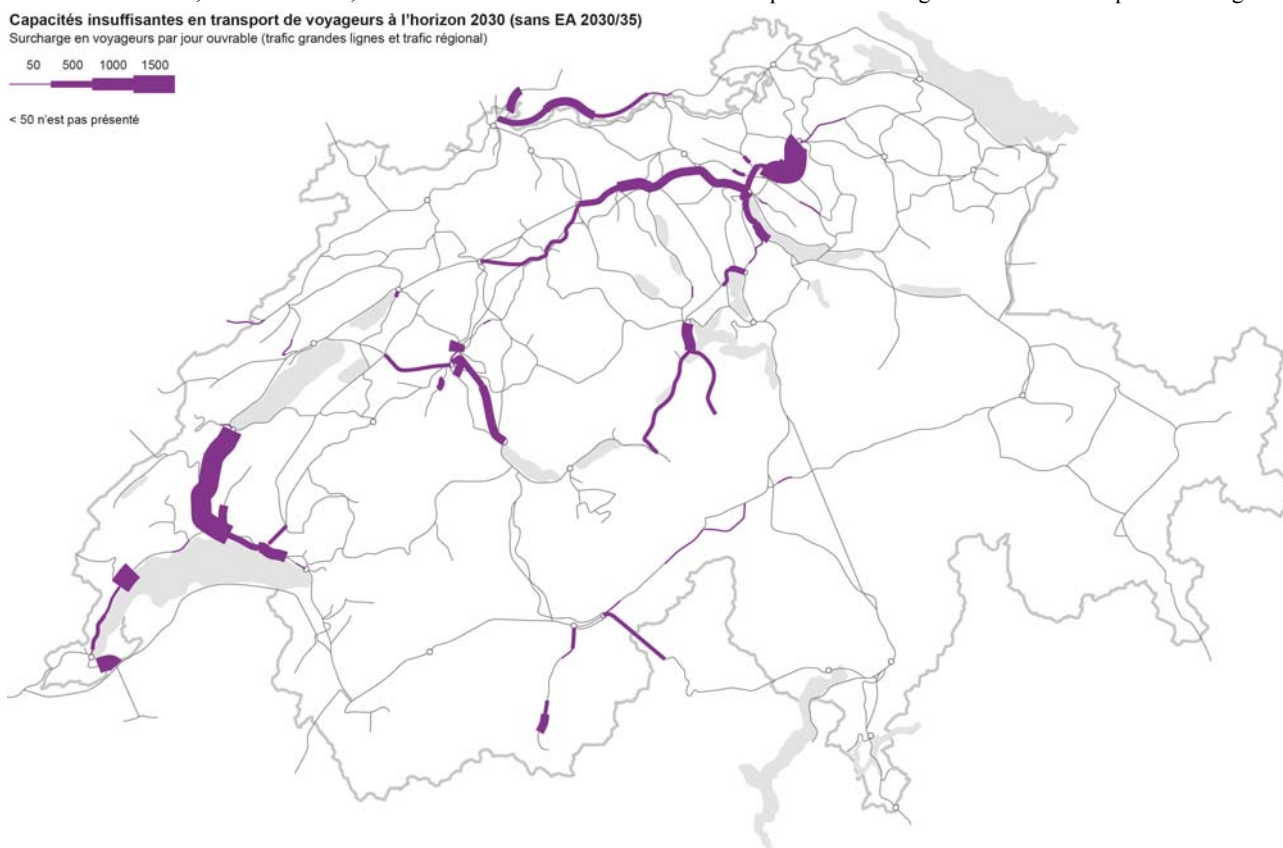 Capacités insuffisantes en transport de voyageurs à l'horizon 2030 (sans EA 2030/35)
Surcharge en voyageurs par jour ouvrable (trafic grandes lignes et trafic régional)
50 500 1000 1500
< 50 n'est pas présenté